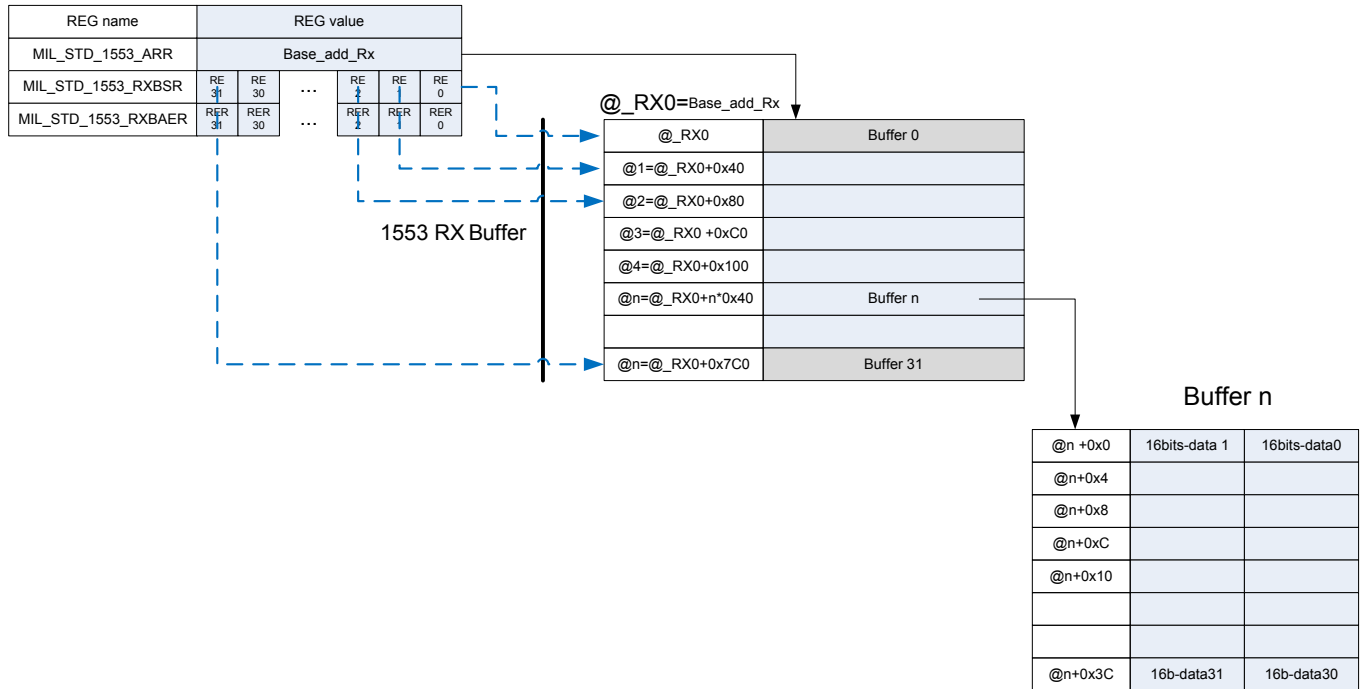 REG name REG value
MIL_STD_1553_ARR Base_add_Rx
MIL_STD_1553_RXBSR RE 31 RE 30 ... RE 2 RE 1 RE 0
MIL_STD_1553_RXBAER RER 31 RER 30 ... RER 2 RER 1 RER 0
@_RX0=Base_add_Rx
@_RX0 Buffer 0
@1=@_RX0+0x40
@2=@_RX0+0x80
1553 RX Buffer
@3=@_RX0 +0xC0
@4=@_RX0+0x100
@n=@_RX0+n*0x40 Buffer n
@n=@_RX0+0x7C0 Buffer 31
Buffer n
@n +0x0 16bits-data 1 16bits-data0
@n+0x4
@n+0x8
@n+0xC
@n+0x10
@n+0x3C 16b-data31 16b-data30